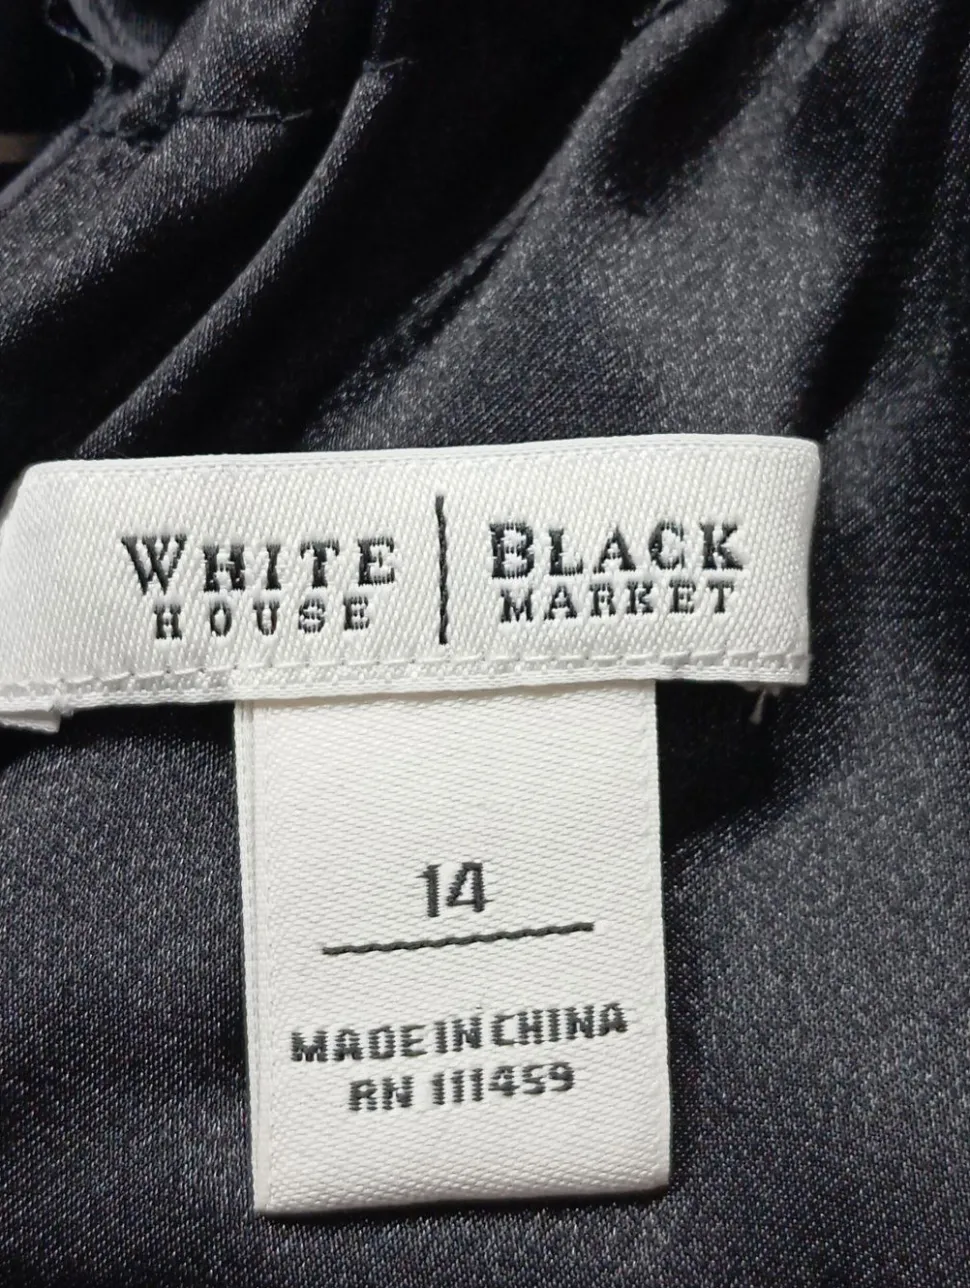 WHITE | BLACK
HOUSE | MARKET
14
MADE IN CHINA
RN 111459